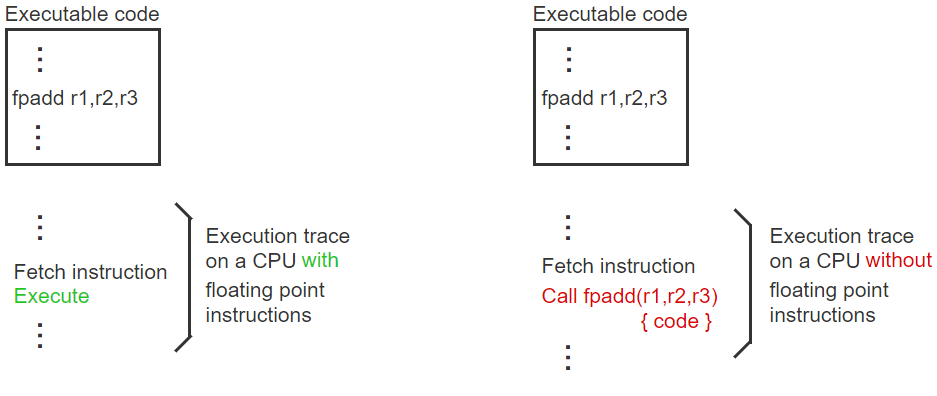 Executable code
⋮
fpadd r1,r2,r3
⋮
⋮
Fetch instruction
Execute
⋮
Execution trace
on a CPU with
floating point
instructions
Executable code
⋮
fpadd r1,r2,r3
⋮
⋮
Fetch instruction
Call fpadd(r1,r2,r3)
{ code }
⋮
Execution trace
on a CPU without
floating point
instructions